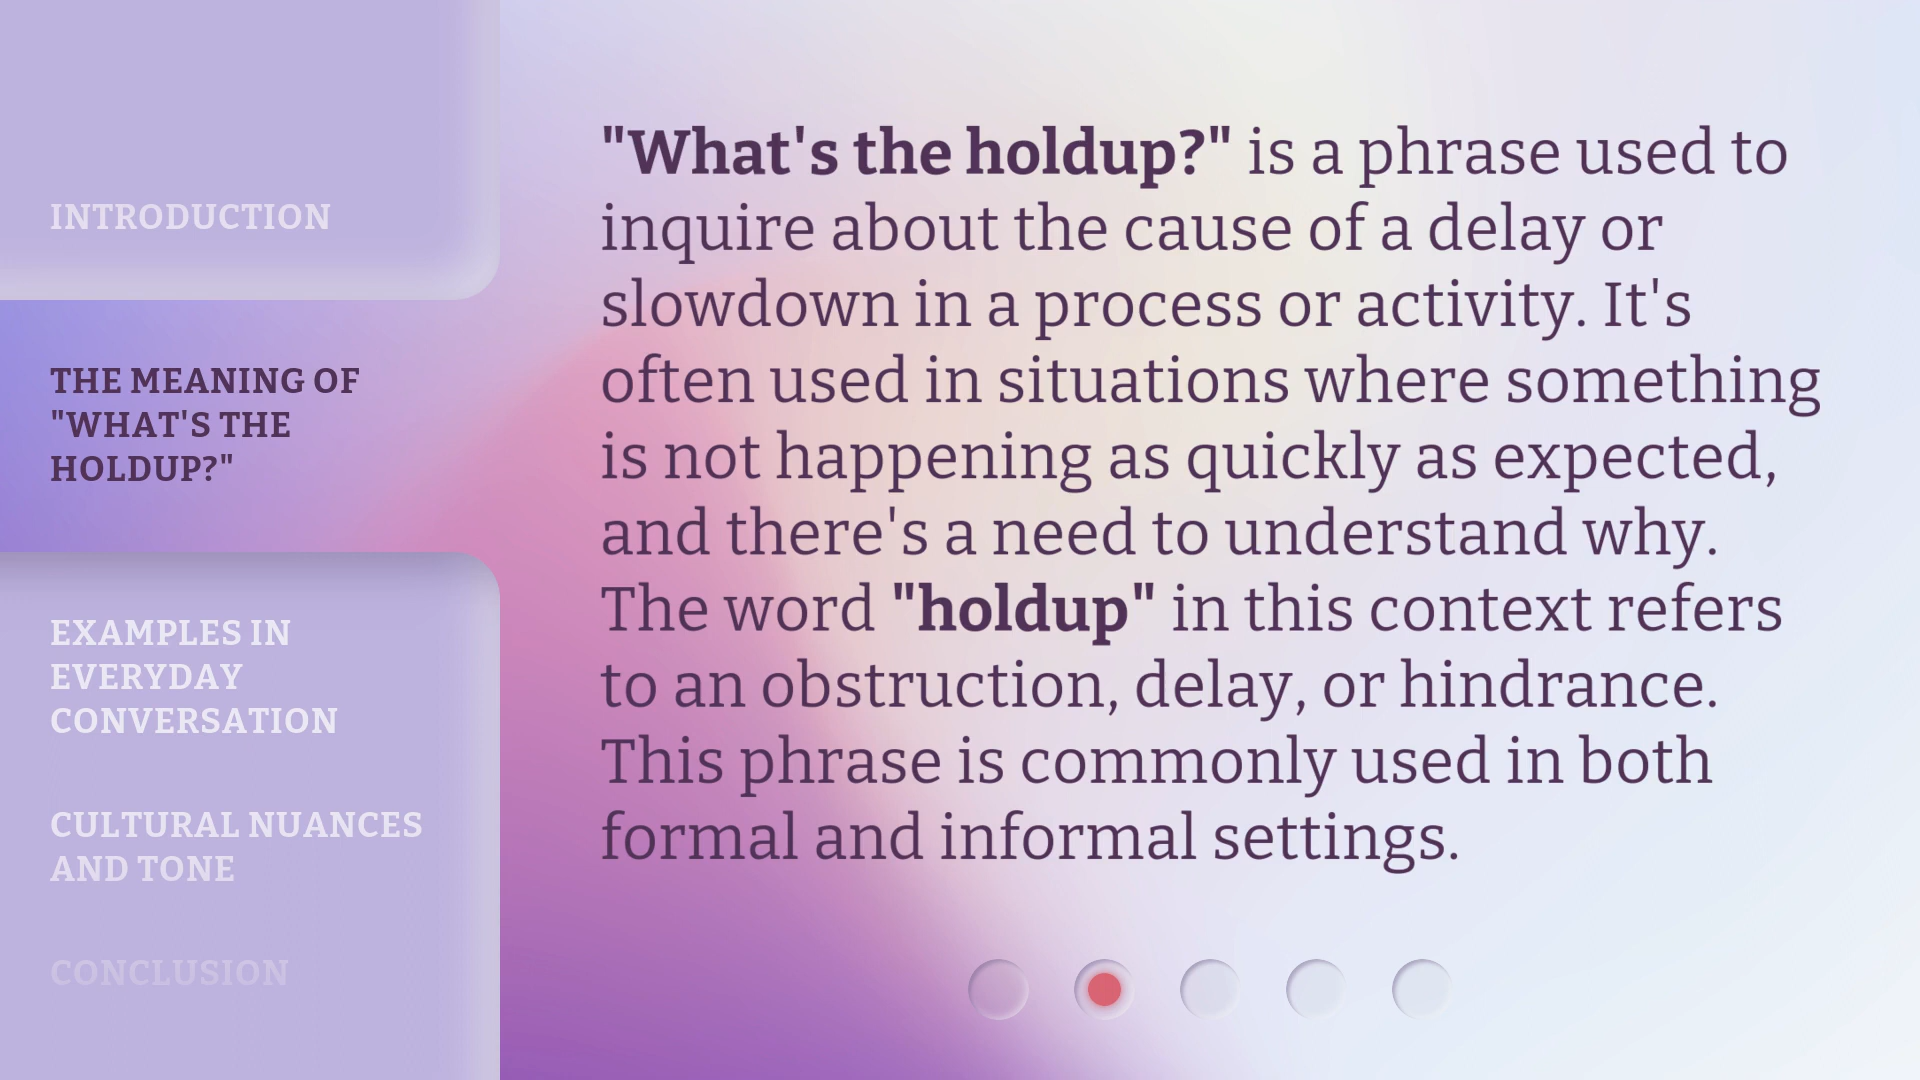 INTRODUCTION
THE MEANING OF
"WHAT'S THE
HOLDUP?"
EXAMPLES IN
EVERYDAY
CONVERSATION
CULTURAL NUANCES
AND TONE
CONCLUSION
"What's the holdup?" is a phrase used to
inquire about the cause of a delay or
slowdown in a process or activity. It's
often used in situations where something
is not happening as quickly as expected,
and there's a need to understand why.
The word "holdup" in this context refers
to an obstruction, delay, or hindrance.
This phrase is commonly used in both
formal and informal settings.